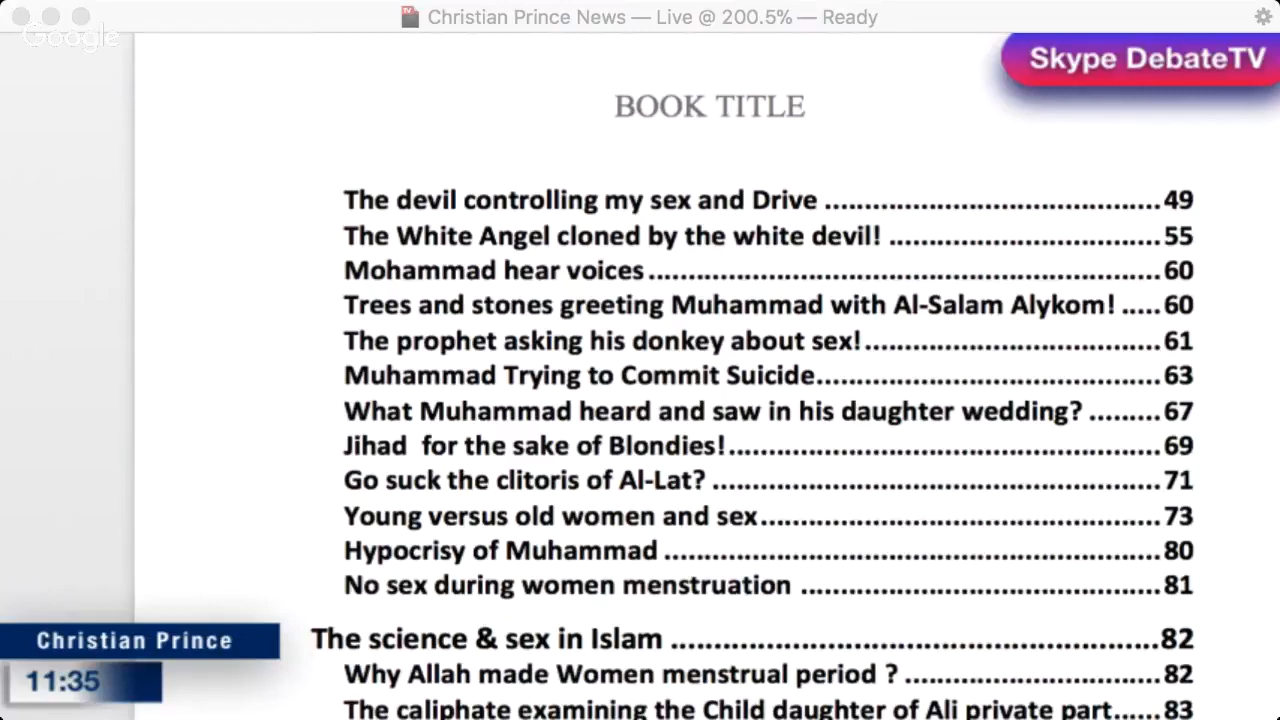 Christian Prince News — Live @ 200.5% — Ready
Google
Skype DebateTV
BOOK TITLE
The devil controlling my sex and Drive ..........................................49
The White Angel cloned by the white devil! ..................................55
Mohammad hear voices................................................................60
Trees and stones greeting Muhammad with Al-Salam Alykom! .....60
The prophet asking his donkey about sex!.....................................61
Muhammad Trying to Commit Suicide...........................................63
What Muhammad heard and saw in his daughter wedding? .........67
Jihad  for the sake of Blondies!......................................................69
Go suck the clitoris of Al-Lat? ........................................................71
Young versus old women and sex..................................................73
Hypocrisy of Muhammad ..............................................................80
No sex during women menstruation .............................................81
The science & sex in Islam .............................................................82
Why Allah made Women menstrual period ? ................................82
The caliphate examining the Child daughter of Ali private part......83
Christian Prince
11:35